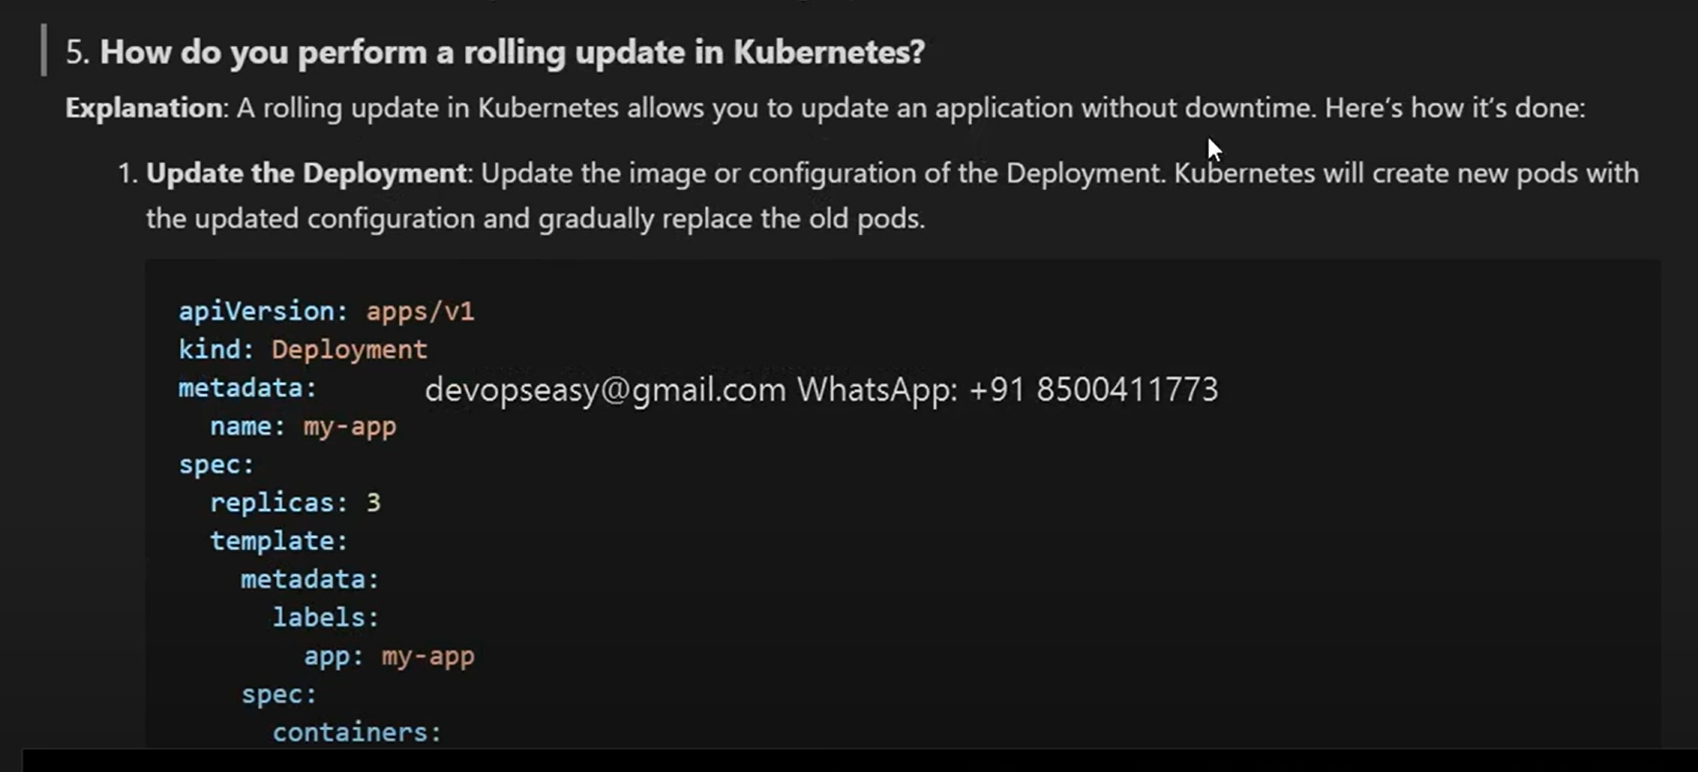 5. How do you perform a rolling update in Kubernetes?
Explanation: A rolling update in Kubernetes allows you to update an application without downtime. Here’s how it’s done:
1. Update the Deployment: Update the image or configuration of the Deployment. Kubernetes will create new pods with
the updated configuration and gradually replace the old pods.
apiVersion: apps/v1
kind: Deployment
metadata:
devopseasy@gmail.com WhatsApp: +91 8500411773
name: my-app
spec:
replicas: 3
template:
metadata:
labels:
app: my-app
spec:
containers: